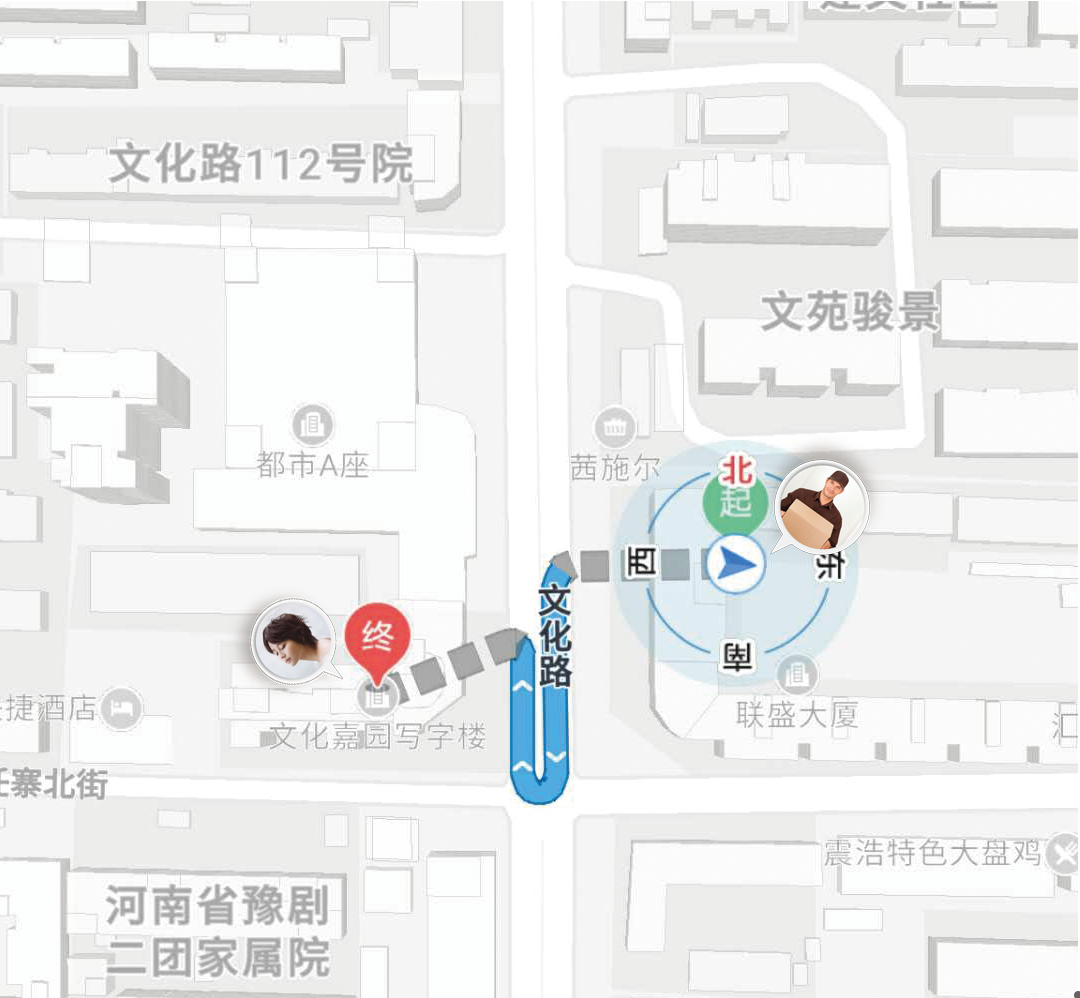 文化路112号院
文苑骏景
都市A座
茜施尔
北
起
西
东
南
终
文化路
捷酒店
文化嘉园写字楼
联盛大厦
汇
寨北街
震浩特色大盘鸡
河南省豫剧
二团家属院